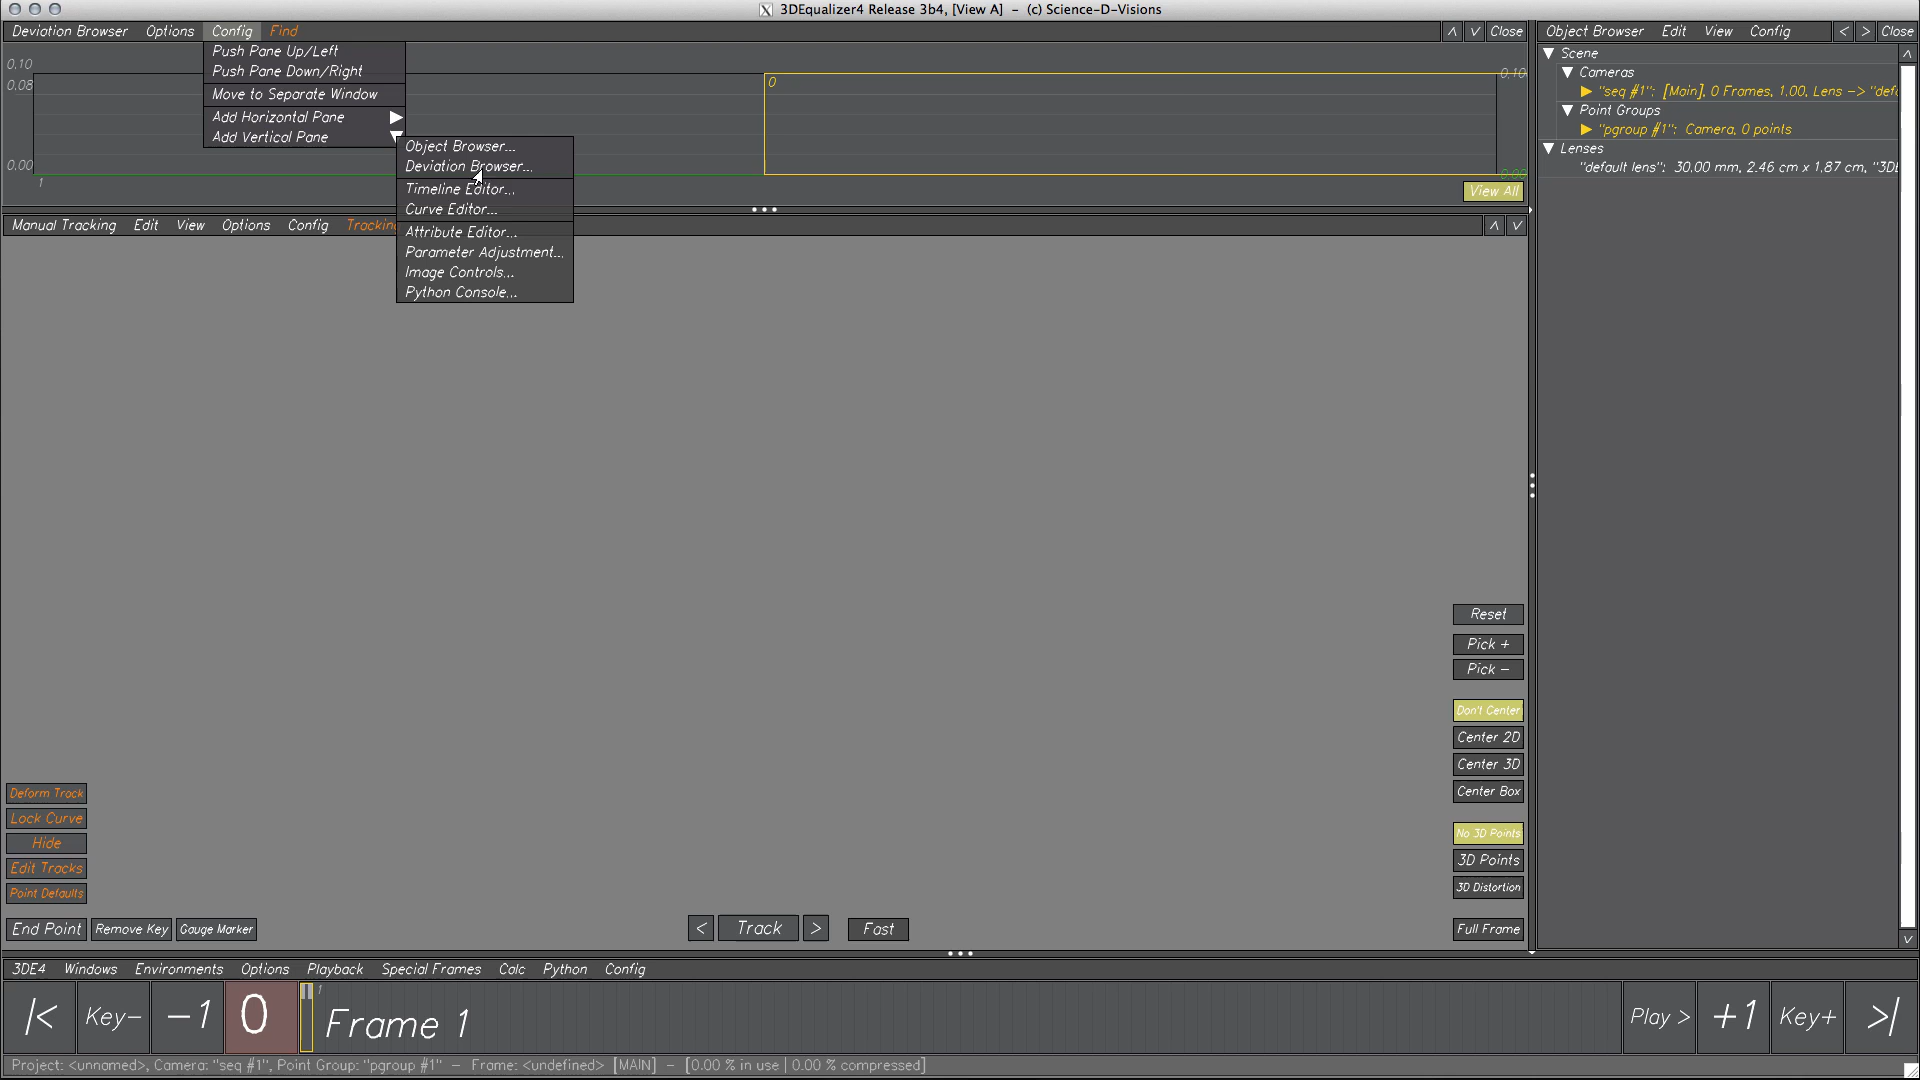 3DEqualizer4 Release 3b4, [View A]  -  (c) Science-D-Visions
Deviation Browser Options Config Find ∧ ∨ Close
Push Pane Up/Left
Push Pane Down/Right
Move to Separate Window
Add Horizontal Pane
Add Vertical Pane
Object Browser...
Deviation Browser...
Timeline Editor...
Curve Editor...
Attribute Editor...
Parameter Adjustment...
Image Controls...
Python Console...
0.10
0.08
0.00
1
0
0.10
0.00
View All
Object Browser Edit View Config < > Close
Scene
Cameras
"seq #1": [Main], 0 Frames, 1.00, Lens -> "def
Point Groups
"pgroup #1": Camera, 0 points
Lenses
"default lens": 30.00 mm, 2.46 cm x 1.87 cm, "3DE
Manual Tracking Edit View Options Config Tracking ∧ ∨
Reset
Pick +
Pick -
Don't Center
Center 2D
Center 3D
Center Box
No 3D Points
3D Points
3D Distortion
Full Frame
Deform Track
Lock Curve
Hide
Edit Tracks
Point Defaults
End Point Remove Key Gauge Marker < Track > Fast
3DE4 Windows Environments Options Playback Special Frames Calc Python Config
|< Key- -1 0 1 Frame 1 Play > +1 Key+ >|
Project: <unnamed>, Camera: "seq #1", Point Group: "pgroup #1"  -  Frame: <undefined>  [MAIN]  -  [0.00 % in use | 0.00 % compressed]